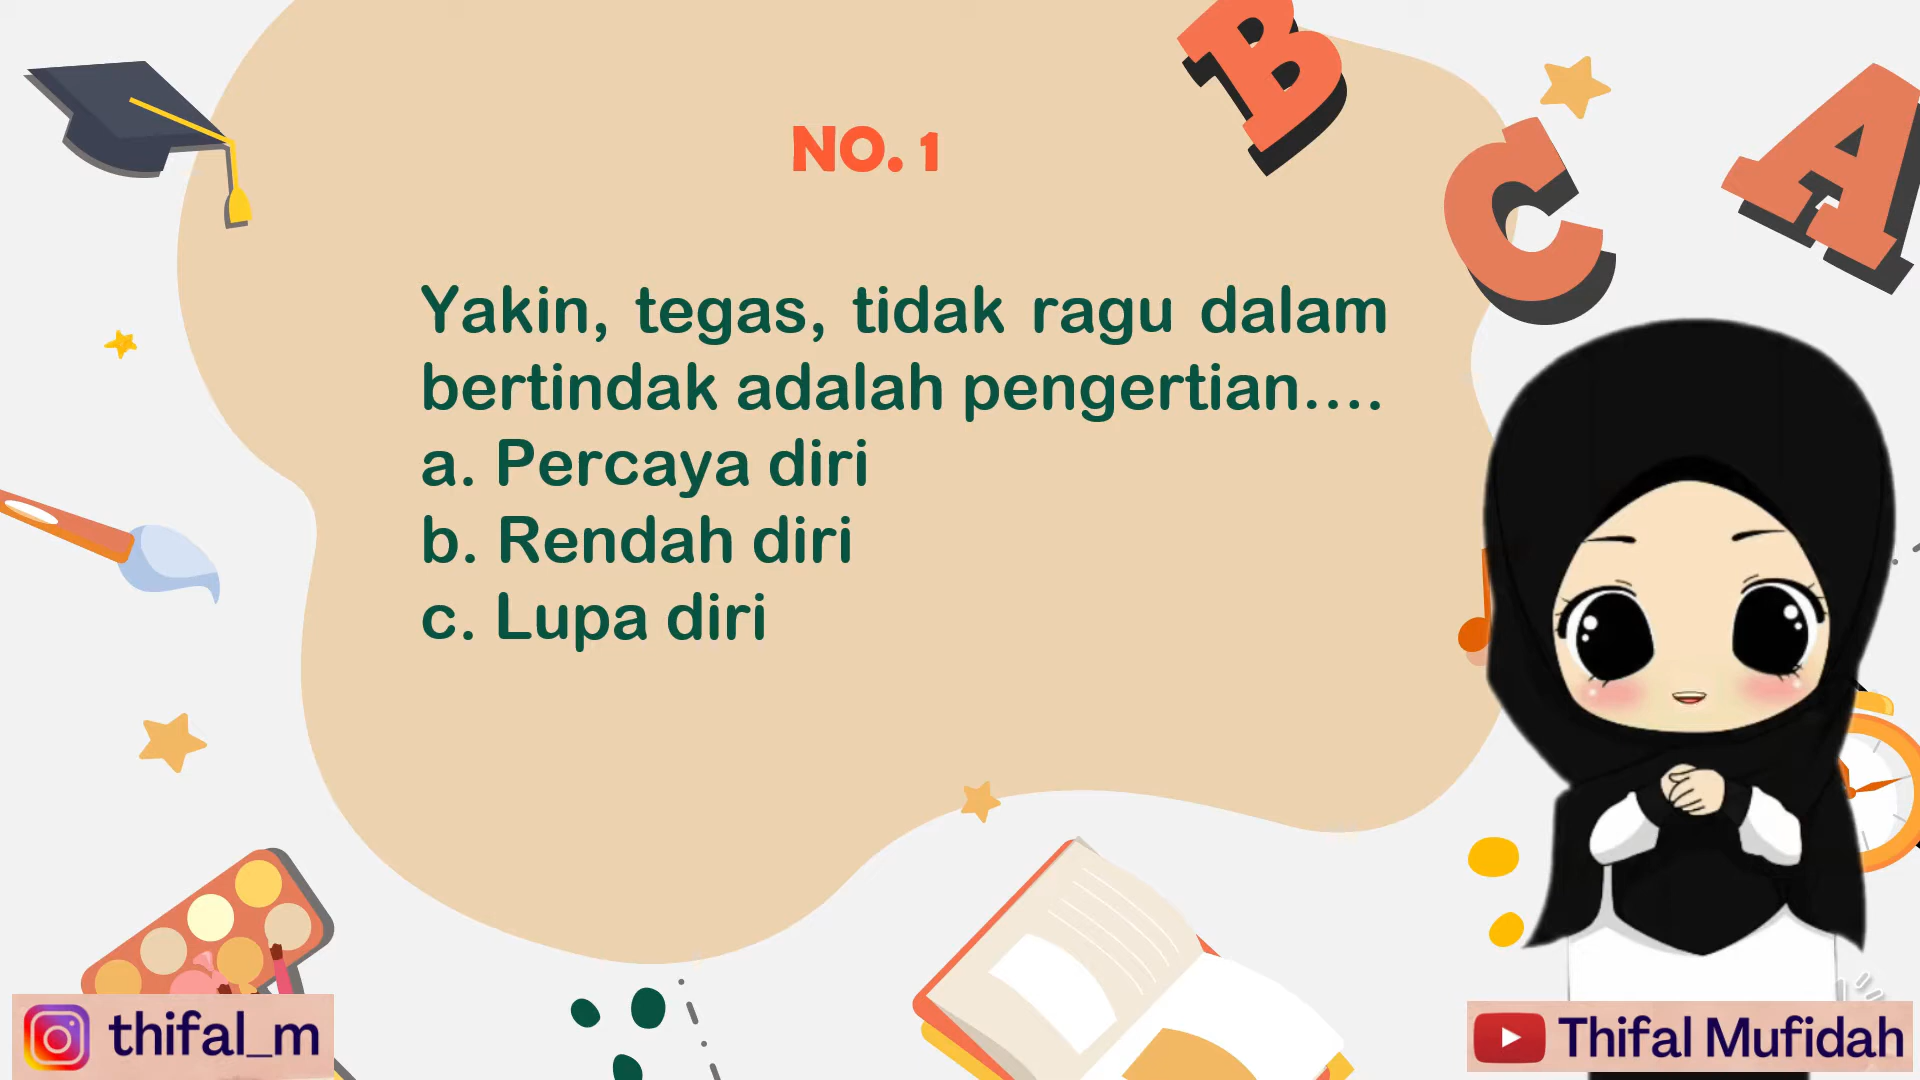 NO. 1
Yakin, tegas, tidak ragu dalam
bertindak adalah pengertian....
a. Percaya diri
b. Rendah diri
c. Lupa diri
B
C
A
thifal_m
Thifal Mufidah